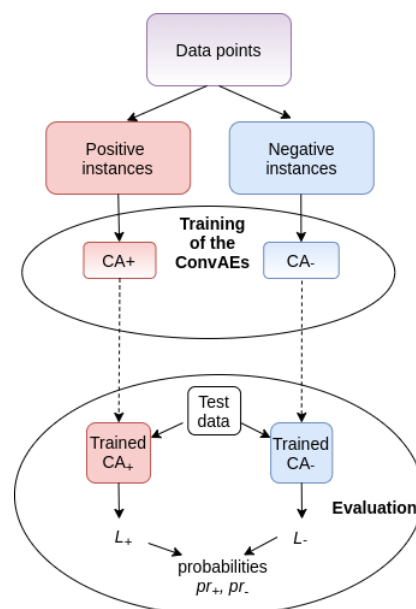 Data points
Positive
instances
Negative
instances
Training
of the
ConvAEs
CA+
CA-
Test
data
Trained
CA+
Trained
CA-
Evaluation
L+
L-
probabilities
pr+, pr-